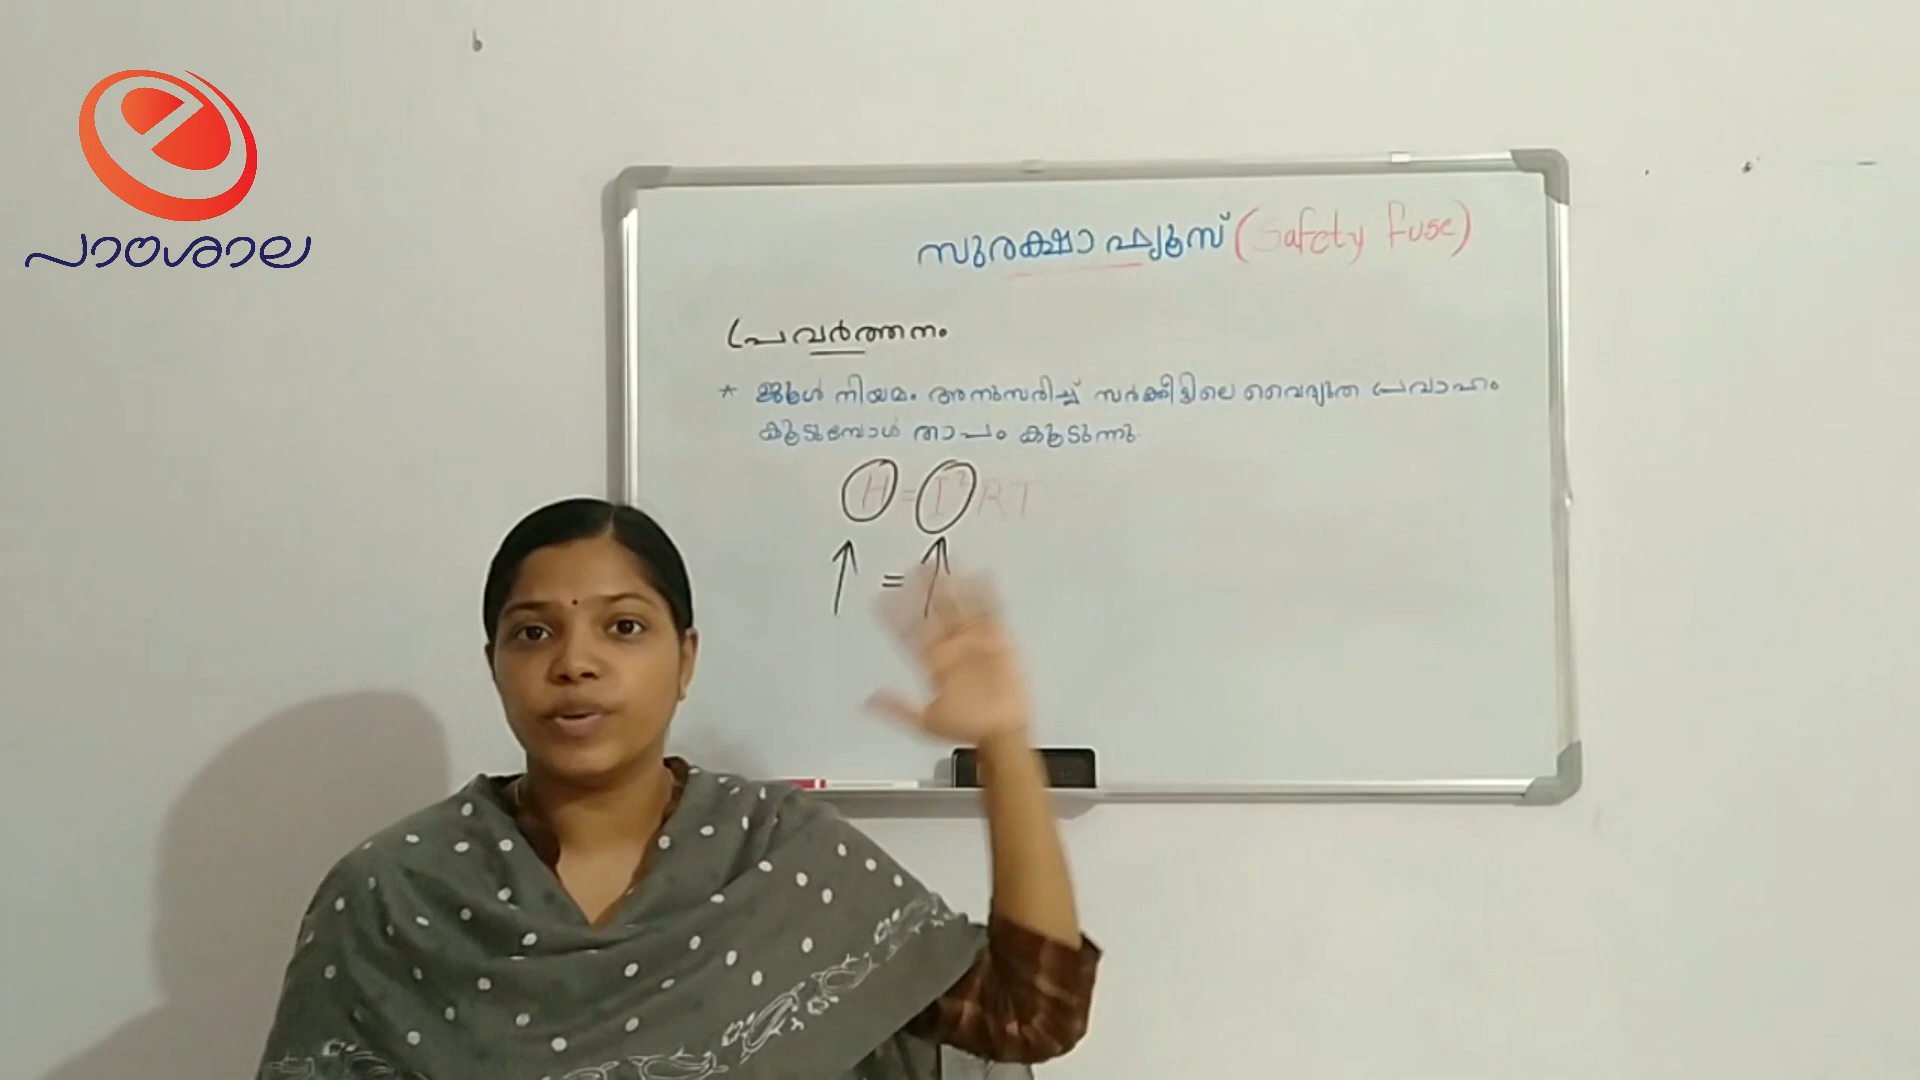 e
പാഠശാല
സുരക്ഷാ ഫ്യൂസ് (Safety fuse)
പ്രവർത്തനം
* ജൂൾ നിയമം അനുസരിച്ച് സർക്കീട്ടിലെ വൈദ്യുത പ്രവാഹം
കൂടുമ്പോൾ താപം കൂടുന്നു
H = I²RT
↑ = ↑